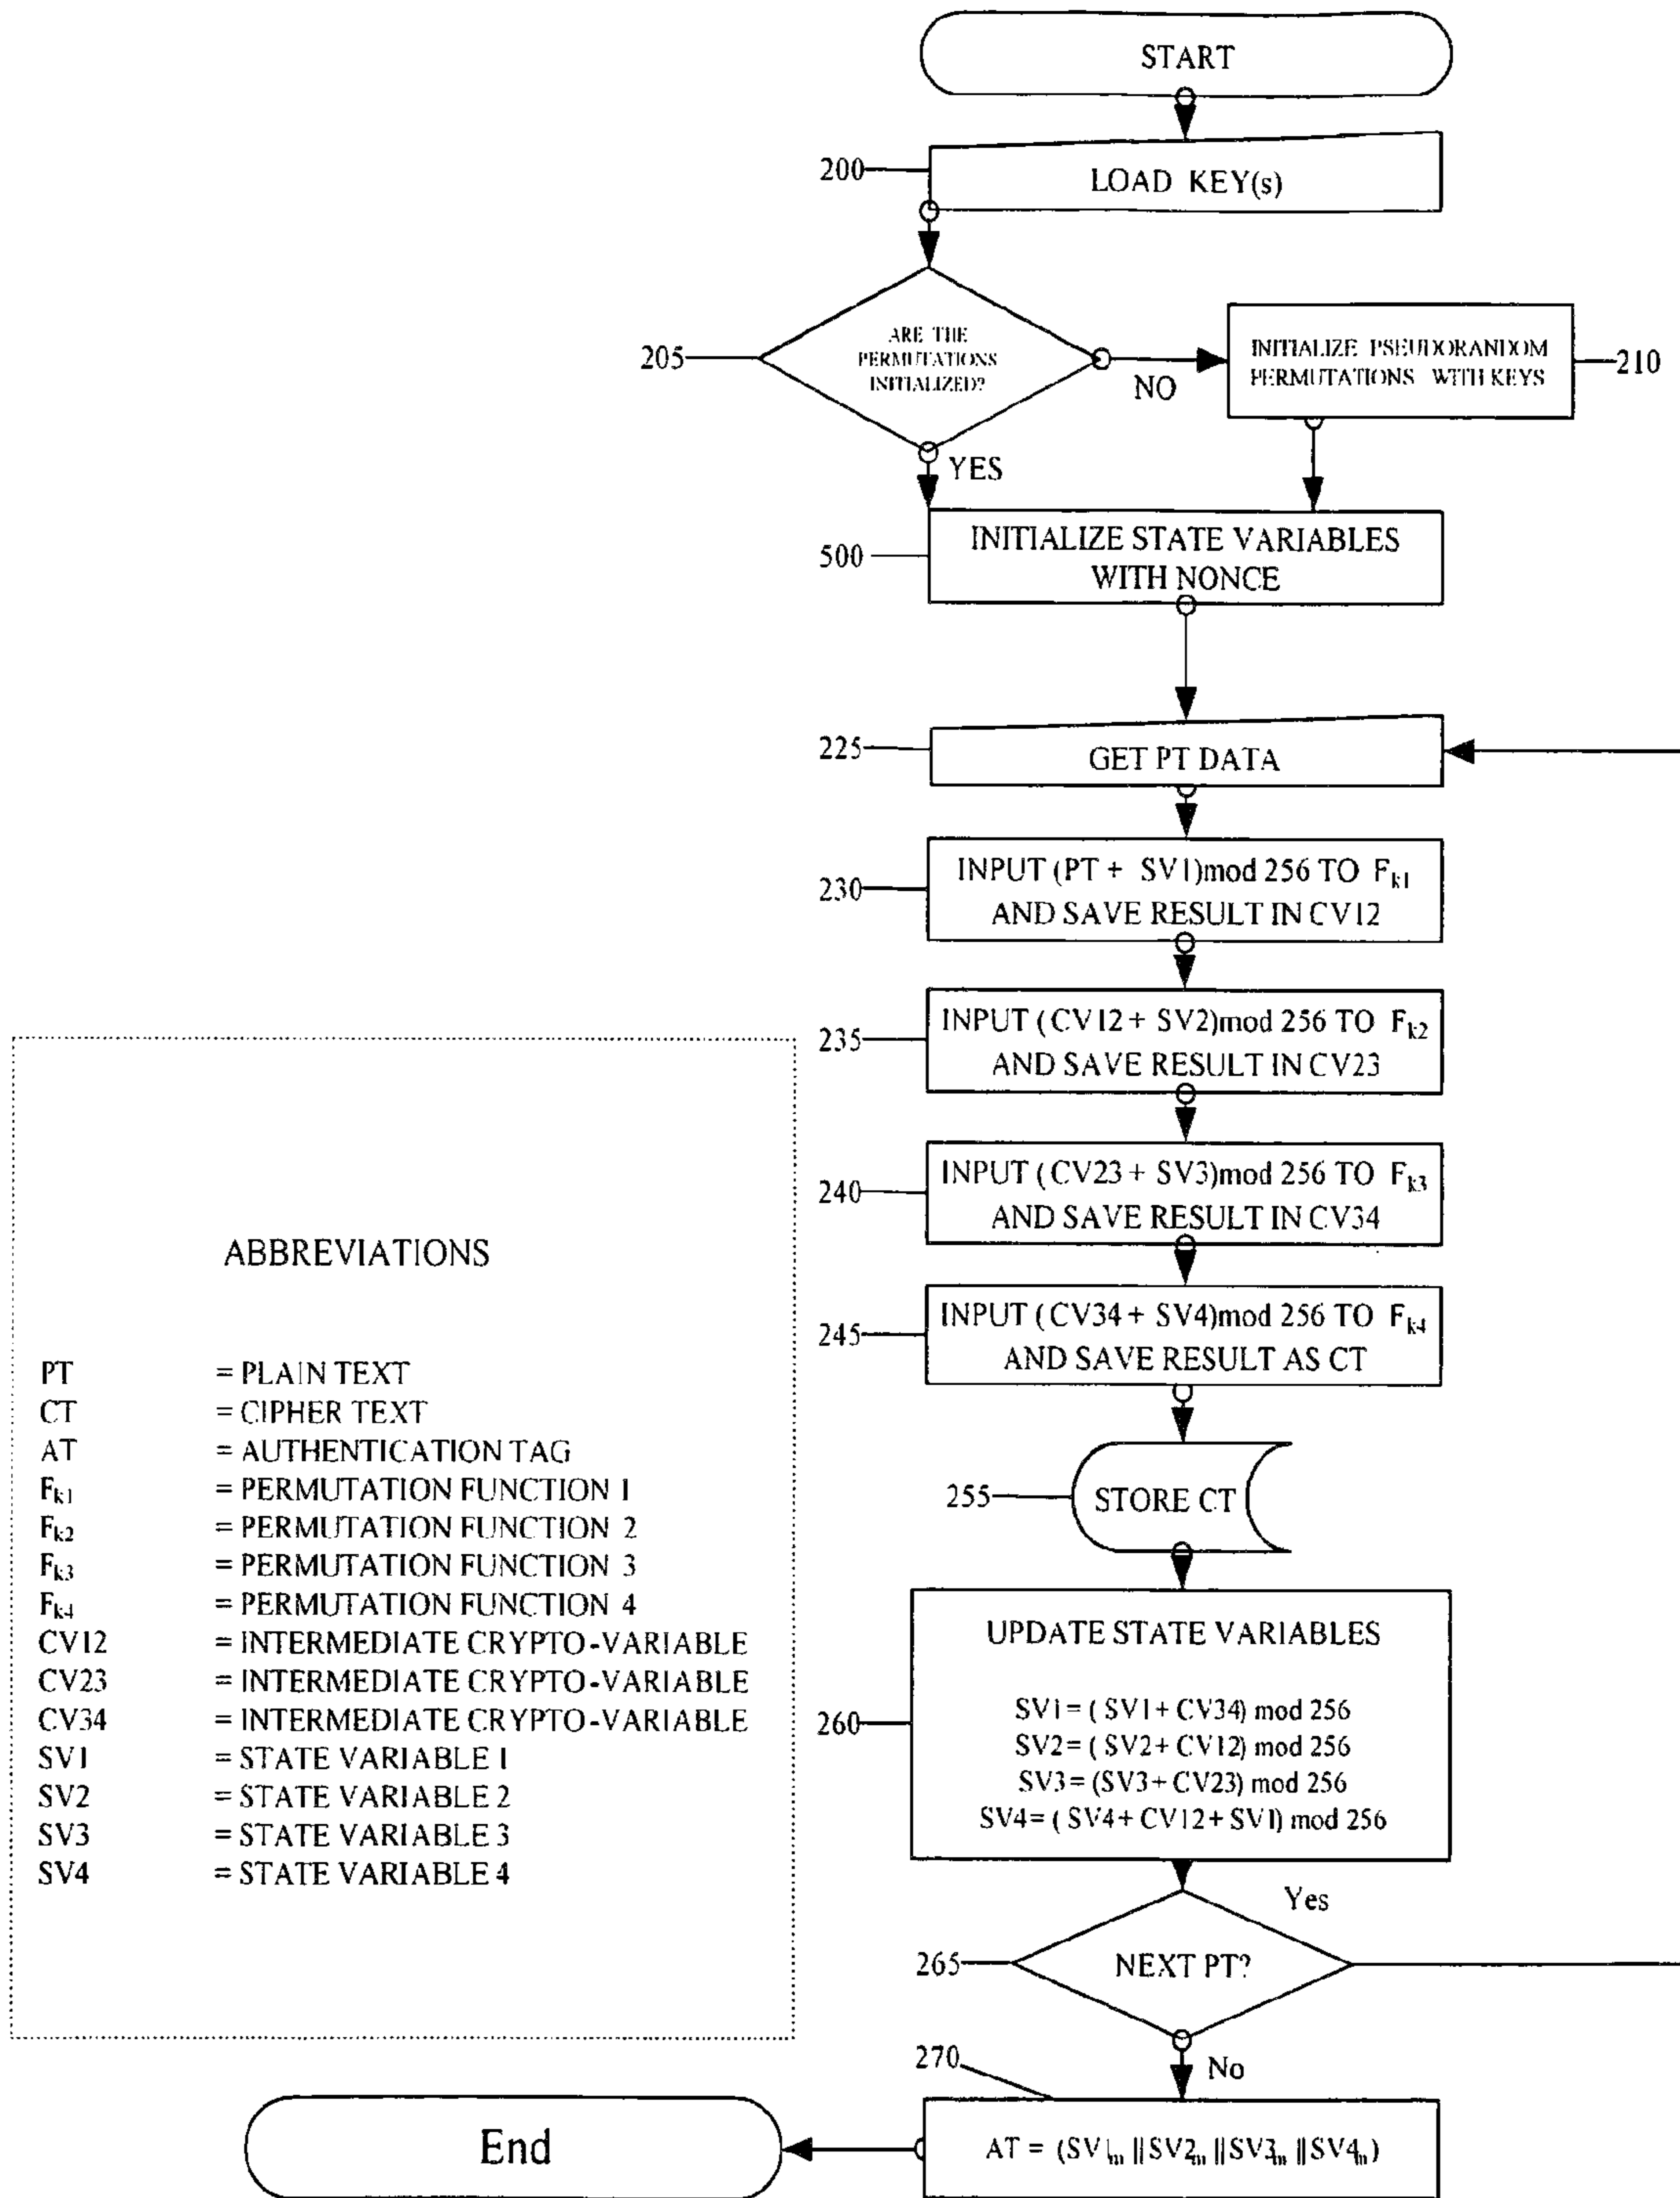 START
200
LOAD KEY(s)
205
ARE THE
PERMUTATIONS
INITIALIZED?
NO
INITIALIZE PSEUDORANDOM
PERMUTATIONS WITH KEYS
210
YES
500
INITIALIZE STATE VARIABLES
WITH NONCE
225
GET PT DATA
230
INPUT (PT + SV1)mod 256 TO Fk1
AND SAVE RESULT IN CV12
235
INPUT (CV12 + SV2)mod 256 TO Fk2
AND SAVE RESULT IN CV23
240
INPUT (CV23 + SV3)mod 256 TO Fk3
AND SAVE RESULT IN CV34
245
INPUT (CV34 + SV4)mod 256 TO Fk4
AND SAVE RESULT AS CT
255
STORE CT
260
UPDATE STATE VARIABLES
SV1 = ( SV1 + CV34) mod 256
SV2 = ( SV2 + CV12) mod 256
SV3 = (SV3 + CV23) mod 256
SV4 = ( SV4 + CV12 + SV1) mod 256
Yes
265
NEXT PT?
No
270
AT = (SV1m || SV2m || SV3m || SV4m)
End
ABBREVIATIONS
PT = PLAIN TEXT
CT = CIPHER TEXT
AT = AUTHENTICATION TAG
Fk1 = PERMUTATION FUNCTION 1
Fk2 = PERMUTATION FUNCTION 2
Fk3 = PERMUTATION FUNCTION 3
Fk4 = PERMUTATION FUNCTION 4
CV12 = INTERMEDIATE CRYPTO-VARIABLE
CV23 = INTERMEDIATE CRYPTO-VARIABLE
CV34 = INTERMEDIATE CRYPTO-VARIABLE
SV1 = STATE VARIABLE 1
SV2 = STATE VARIABLE 2
SV3 = STATE VARIABLE 3
SV4 = STATE VARIABLE 4